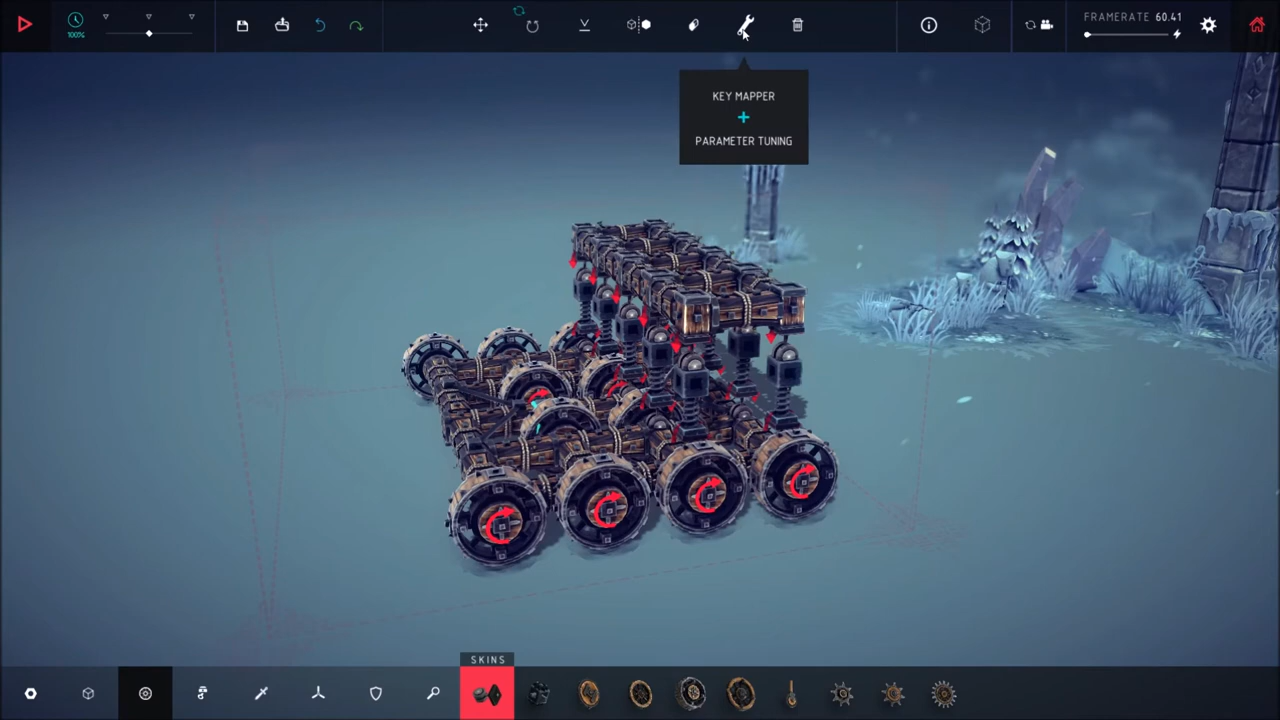 100%
FRAMERATE 60.41
KEY MAPPER
+
PARAMETER TUNING
SKINS